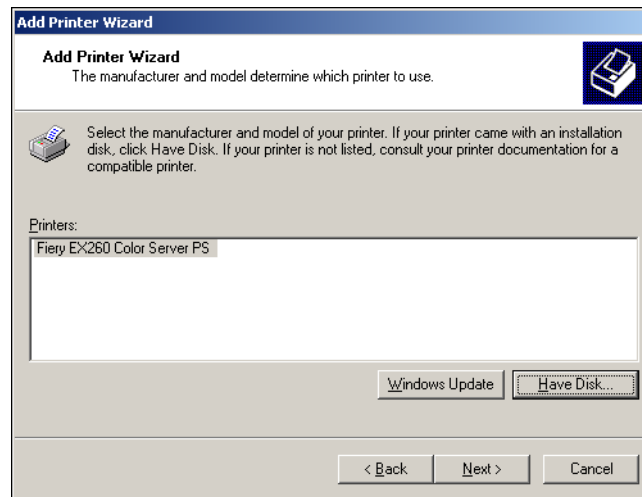 Add Printer Wizard
Add Printer Wizard
The manufacturer and model determine which printer to use.
Select the manufacturer and model of your printer. If your printer came with an installation
disk, click Have Disk. If your printer is not listed, consult your printer documentation for a
compatible printer.
Printers:
Fiery EX260 Color Server PS
Windows Update
Have Disk...
< Back
Next >
Cancel